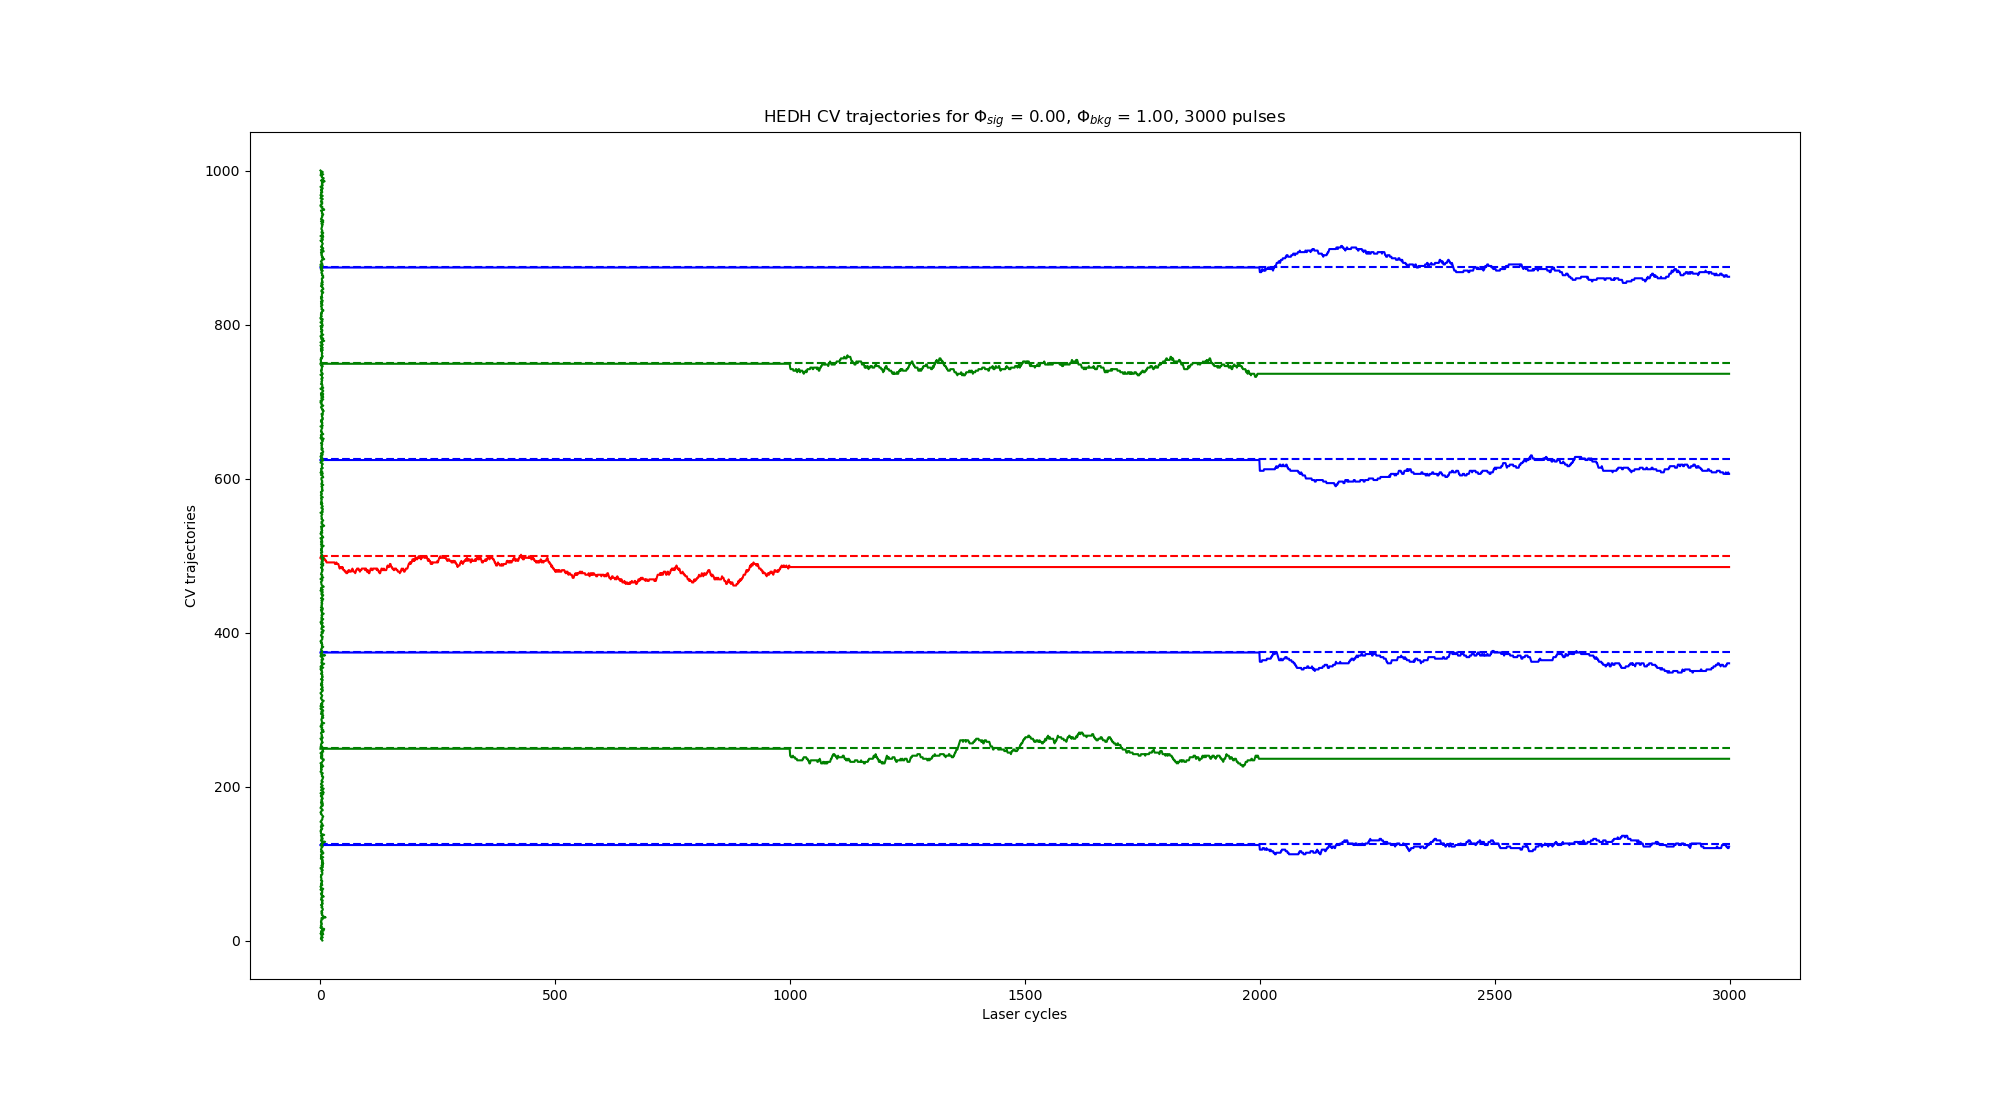 HEDH CV trajectories for Φsig = 0.00, Φbkg = 1.00, 3000 pulses
1000
800
600
400
200
0
CV trajectories
0 500 1000 1500 2000 2500 3000
Laser cycles